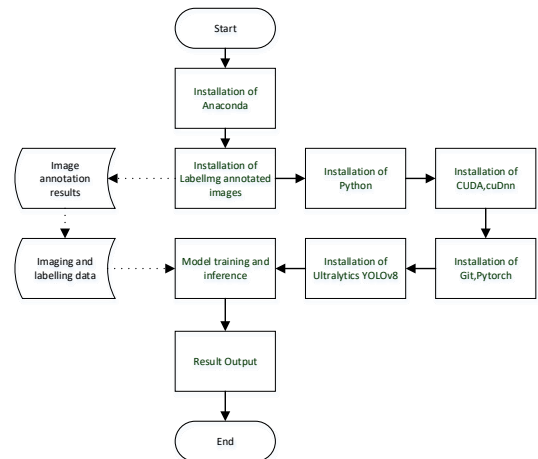 Start
Installation of
Anaconda
Image
annotation
results
Installation of
LabelImg annotated
images
Installation of
Python
Installation of
CUDA,cuDnn
Imaging and
labelling data
Model training and
inference
Installation of
Ultralytics YOLOv8
Installation of
Git,Pytorch
Result Output
End